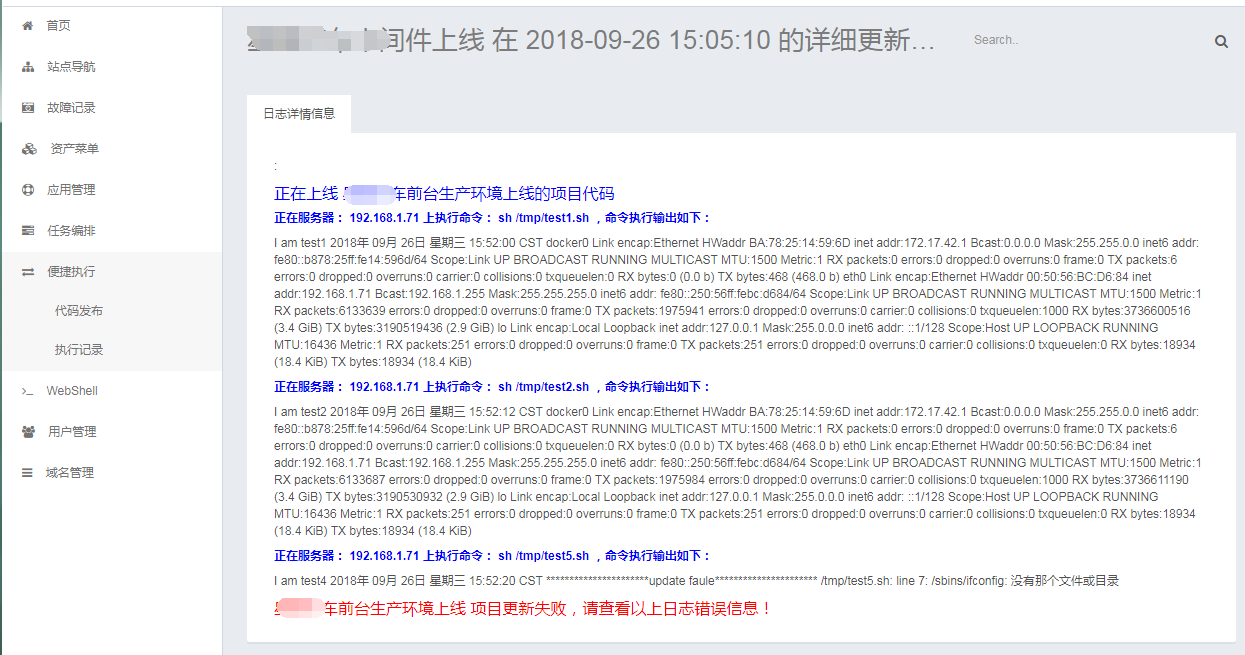 首页
站点导航
故障记录
资产菜单
应用管理
任务编排
便捷执行
代码发布
执行记录
WebShell
用户管理
域名管理
间件上线 在 2018-09-26 15:05:10 的详细更新…
Search..
日志详情信息
:
正在上线 车前台生产环境上线的项目代码
正在服务器： 192.168.1.71 上执行命令： sh /tmp/test1.sh ，命令执行输出如下：
I am test1 2018年 09月 26日 星期三 15:52:00 CST docker0 Link encap:Ethernet HWaddr BA:78:25:14:59:6D inet addr:172.17.42.1 Bcast:0.0.0.0 Mask:255.255.0.0 inet6 addr:
fe80::b878:25ff:fe14:596d/64 Scope:Link UP BROADCAST RUNNING MULTICAST MTU:1500 Metric:1 RX packets:0 errors:0 dropped:0 overruns:0 frame:0 TX packets:6
errors:0 dropped:0 overruns:0 carrier:0 collisions:0 txqueuelen:0 RX bytes:0 (0.0 b) TX bytes:468 (468.0 b) eth0 Link encap:Ethernet HWaddr 00:50:56:BC:D6:84 inet
addr:192.168.1.71 Bcast:192.168.1.255 Mask:255.255.255.0 inet6 addr: fe80::250:56ff:febc:d684/64 Scope:Link UP BROADCAST RUNNING MULTICAST MTU:1500 Metric:1
RX packets:6133639 errors:0 dropped:0 overruns:0 frame:0 TX packets:1975941 errors:0 dropped:0 overruns:0 carrier:0 collisions:0 txqueuelen:1000 RX bytes:3736600516
(3.4 GiB) TX bytes:3190519436 (2.9 GiB) lo Link encap:Local Loopback inet addr:127.0.0.1 Mask:255.0.0.0 inet6 addr: ::1/128 Scope:Host UP LOOPBACK RUNNING
MTU:16436 Metric:1 RX packets:251 errors:0 dropped:0 overruns:0 frame:0 TX packets:251 errors:0 dropped:0 overruns:0 carrier:0 collisions:0 txqueuelen:0 RX bytes:18934
(18.4 KiB) TX bytes:18934 (18.4 KiB)
正在服务器： 192.168.1.71 上执行命令： sh /tmp/test2.sh ，命令执行输出如下：
I am test2 2018年 09月 26日 星期三 15:52:12 CST docker0 Link encap:Ethernet HWaddr BA:78:25:14:59:6D inet addr:172.17.42.1 Bcast:0.0.0.0 Mask:255.255.0.0 inet6 addr:
fe80::b878:25ff:fe14:596d/64 Scope:Link UP BROADCAST RUNNING MULTICAST MTU:1500 Metric:1 RX packets:0 errors:0 dropped:0 overruns:0 frame:0 TX packets:6
errors:0 dropped:0 overruns:0 carrier:0 collisions:0 txqueuelen:0 RX bytes:0 (0.0 b) TX bytes:468 (468.0 b) eth0 Link encap:Ethernet HWaddr 00:50:56:BC:D6:84 inet
addr:192.168.1.71 Bcast:192.168.1.255 Mask:255.255.255.0 inet6 addr: fe80::250:56ff:febc:d684/64 Scope:Link UP BROADCAST RUNNING MULTICAST MTU:1500 Metric:1
RX packets:6133687 errors:0 dropped:0 overruns:0 frame:0 TX packets:1975984 errors:0 dropped:0 overruns:0 carrier:0 collisions:0 txqueuelen:1000 RX bytes:3736611190
(3.4 GiB) TX bytes:3190530932 (2.9 GiB) lo Link encap:Local Loopback inet addr:127.0.0.1 Mask:255.0.0.0 inet6 addr: ::1/128 Scope:Host UP LOOPBACK RUNNING
MTU:16436 Metric:1 RX packets:251 errors:0 dropped:0 overruns:0 frame:0 TX packets:251 errors:0 dropped:0 overruns:0 carrier:0 collisions:0 txqueuelen:0 RX bytes:18934
(18.4 KiB) TX bytes:18934 (18.4 KiB)
正在服务器： 192.168.1.71 上执行命令： sh /tmp/test5.sh ，命令执行输出如下：
I am test4 2018年 09月 26日 星期三 15:52:20 CST **********************update faule********************** /tmp/test5.sh: line 7: /sbins/ifconfig: 没有那个文件或目录
车前台生产环境上线 项目更新失败，请查看以上日志错误信息！